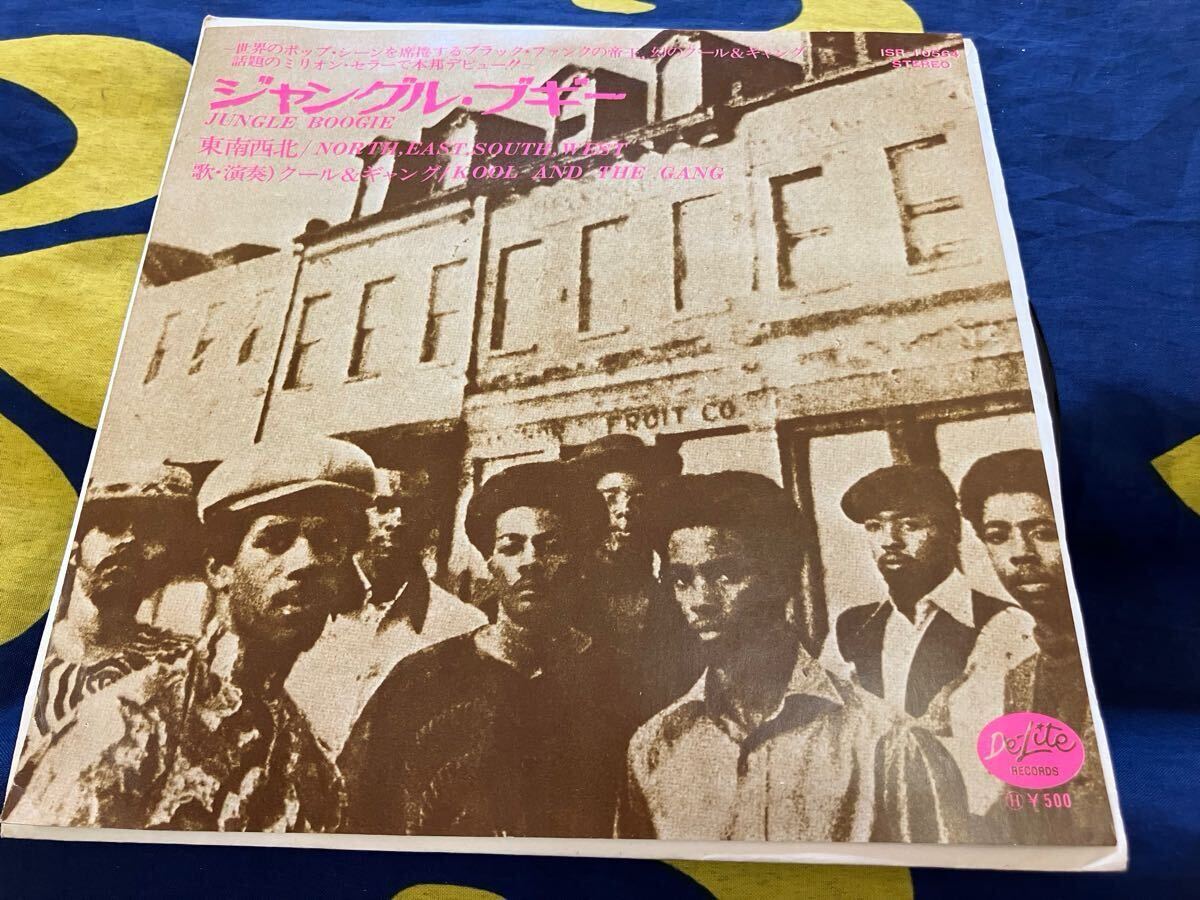 ～世界のポップ・シーンを席捲するブラック・ファンクの帝王、幻のクール&ギャング
話題のミリオン・セラーで本邦デビュー!!～
ISR-10564
STEREO
ジャングル・ブギー
JUNGLE BOOGIE
東南西北/NORTH,EAST,SOUTH,WEST
歌・演奏)クール&ギャング/KOOL AND THE GANG
FRUIT CO.
De-Lite
RECORDS
Ⓗ¥500